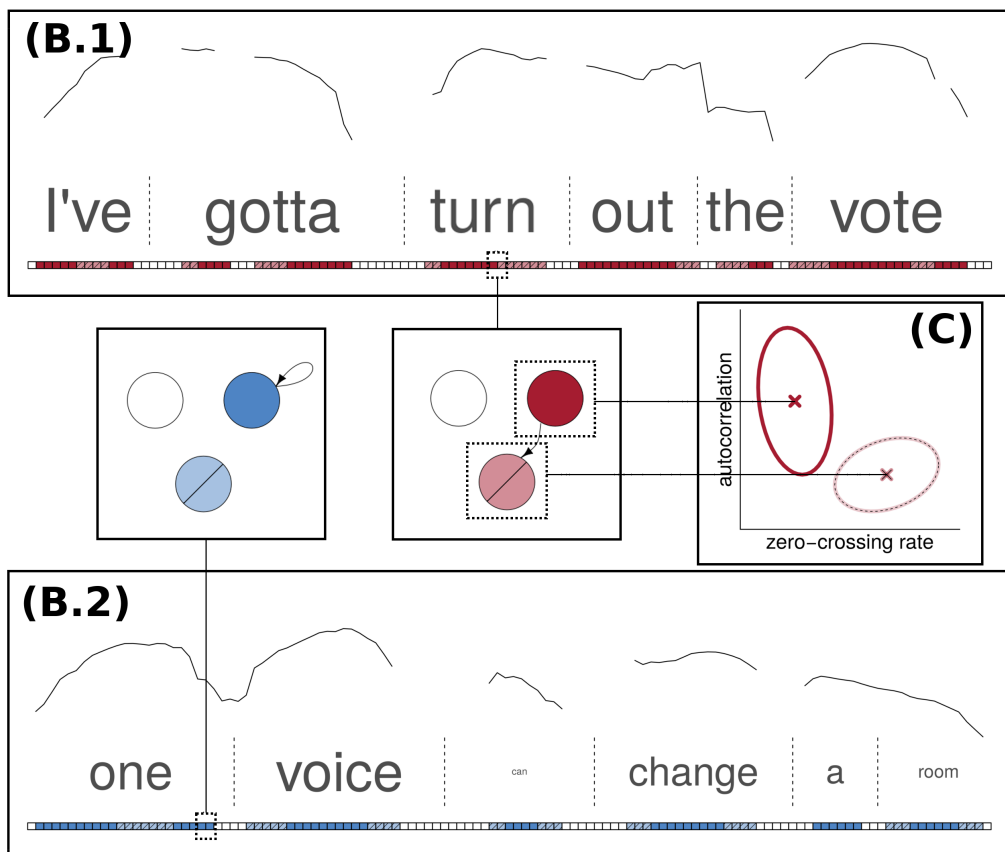 (B.1)
I've gotta turn out the vote
(C)
autocorrelation
zero−crossing rate
(B.2)
one voice can change a room